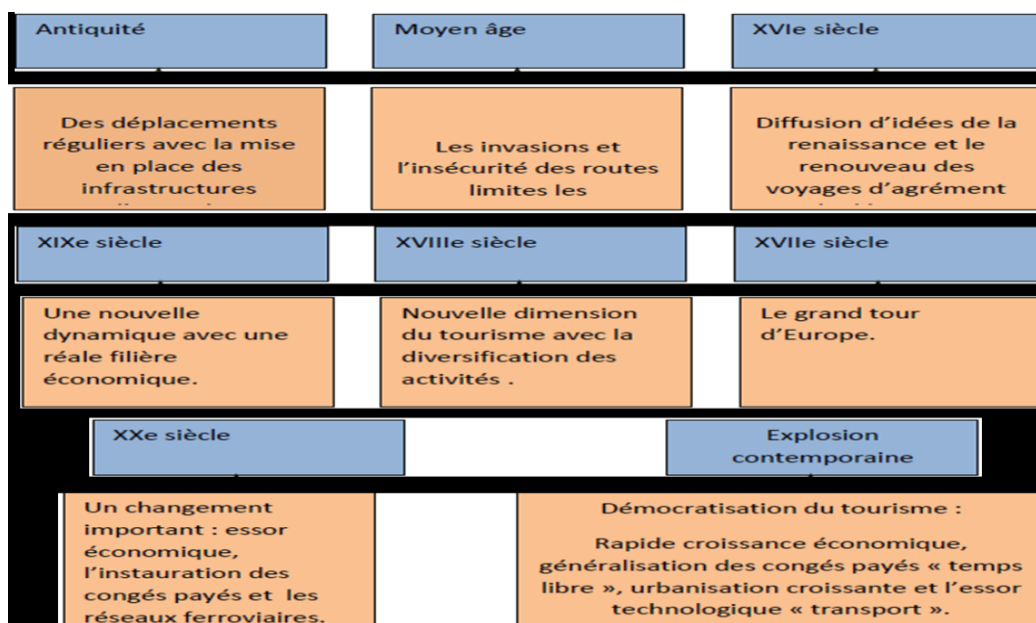 Antiquité
Moyen âge
XVIe siècle
Des déplacements
réguliers avec la mise
en place des
infrastructures
Les invasions et
l’insécurité des routes
limites les
Diffusion d’idées de la
renaissance et le
renouveau des
voyages d’agrément
XIXe siècle
XVIIIe siècle
XVIIe siècle
Une nouvelle
dynamique avec une
réale filière
économique.
Nouvelle dimension
du tourisme avec la
diversification des
activités .
Le grand tour
d’Europe.
XXe siècle
Explosion
contemporaine
Un changement
important : essor
économique,
l’instauration des
congés payés et les
réseaux ferroviaires.
Démocratisation du tourisme :
Rapide croissance économique,
généralisation des congés payés « temps
libre », urbanisation croissante et l’essor
technologique « transport ».